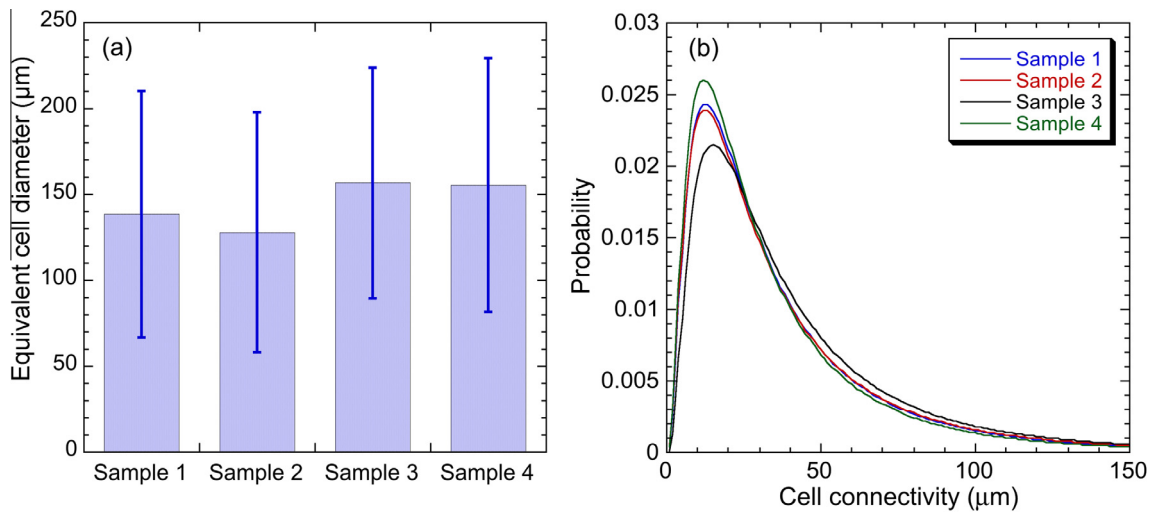 (a)
Equivalent cell diameter (µm)
250
200
150
100
50
0
Sample 1 Sample 2 Sample 3 Sample 4
(b)
Probability
0.03
0.025
0.02
0.015
0.01
0.005
0
Sample 1
Sample 2
Sample 3
Sample 4
0 50 100 150
Cell connectivity (µm)